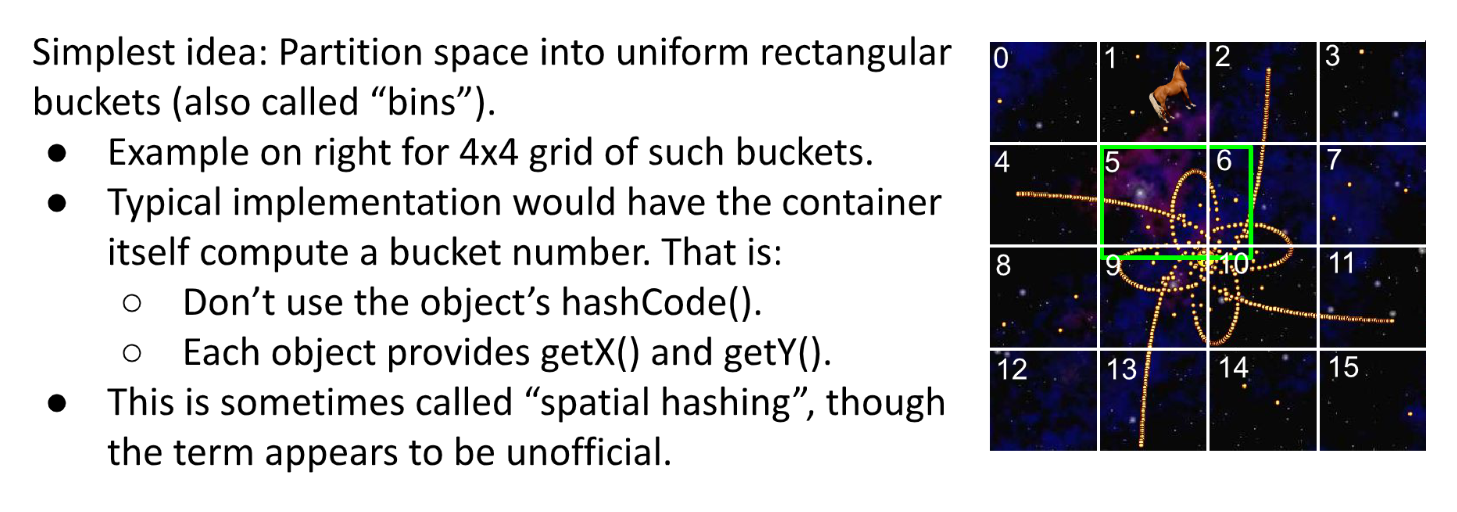 Simplest idea: Partition space into uniform rectangular
buckets (also called “bins”).
● Example on right for 4x4 grid of such buckets.
● Typical implementation would have the container
itself compute a bucket number. That is:
○ Don’t use the object’s hashCode().
○ Each object provides getX() and getY().
● This is sometimes called “spatial hashing”, though
the term appears to be unofficial.
0 1 2 3
4 5 6 7
8 9 10 11
12 13 14 15